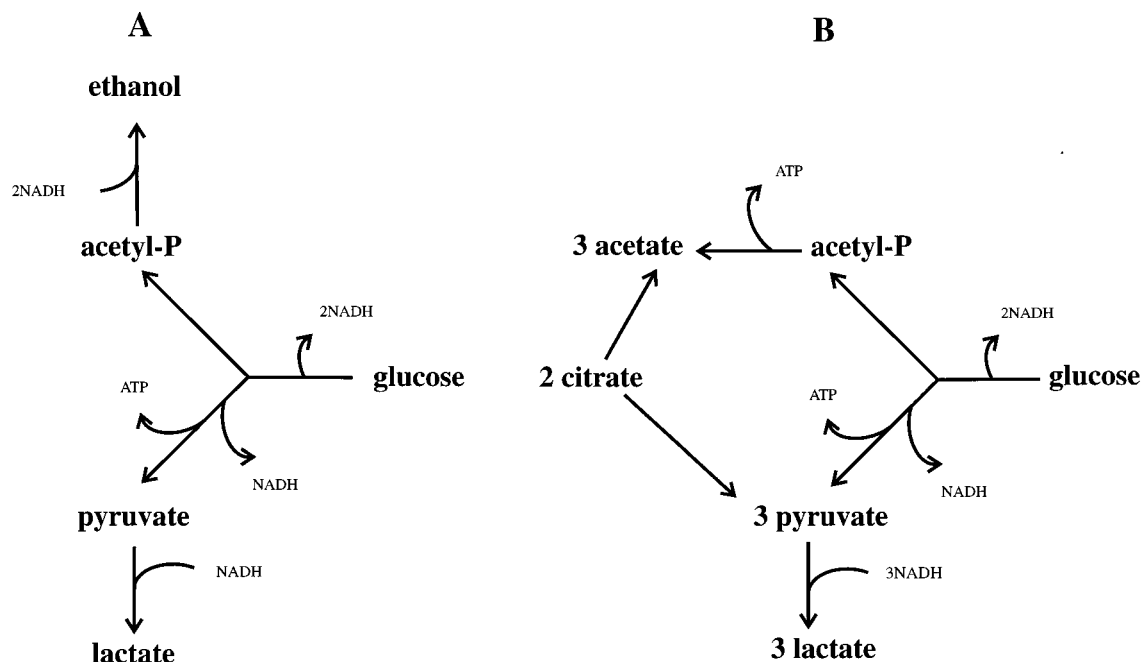 A
ethanol
2NADH
acetyl-P
2NADH
glucose
ATP
NADH
pyruvate
NADH
lactate
B
ATP
3 acetate
acetyl-P
2NADH
2 citrate
glucose
ATP
NADH
3 pyruvate
3NADH
3 lactate